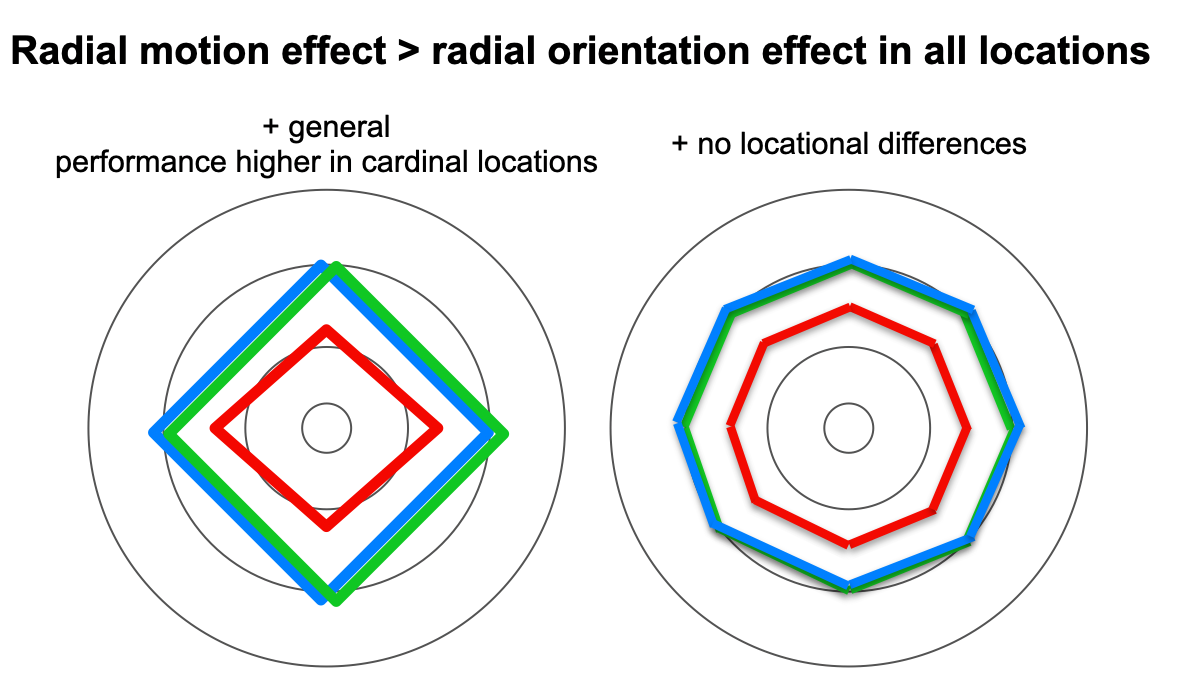 Radial motion effect > radial orientation effect in all locations
+ general
performance higher in cardinal locations
+ no locational differences